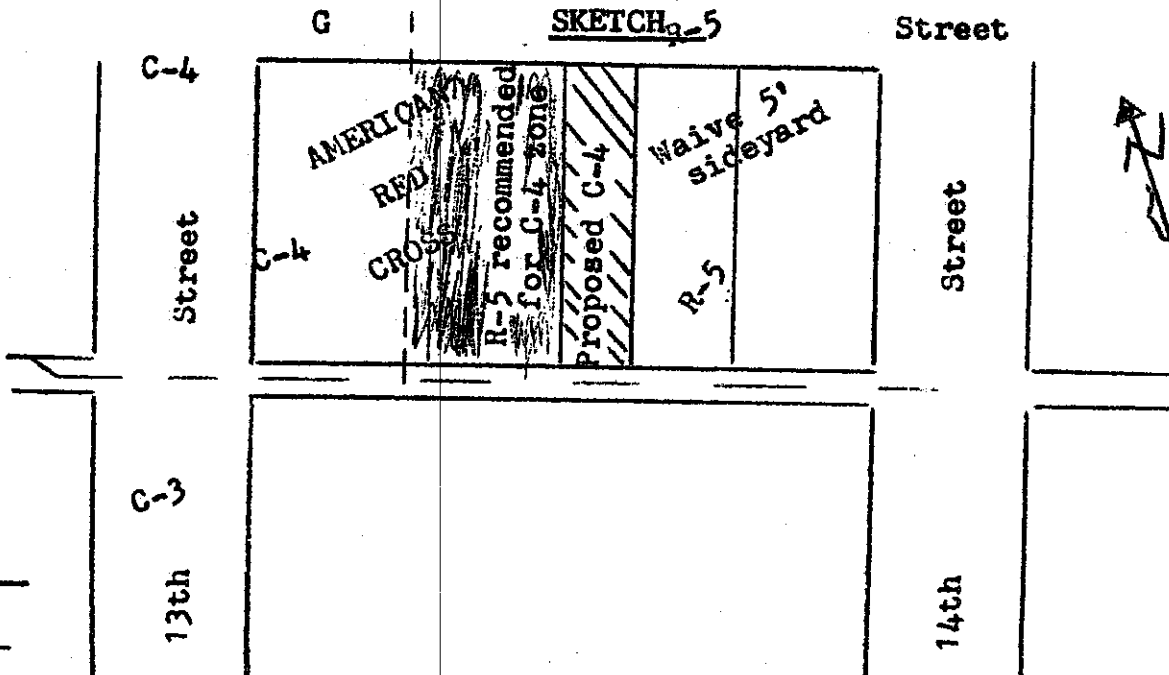 G SKETCH R-5 Street
C-4
AMERICAN
RED
CROSS
R-5 recommended
for C-4 zone
Proposed C-4
Waive 5'
sideyard
R-5
C-4
Street
Street
N
C-3
13th
14th